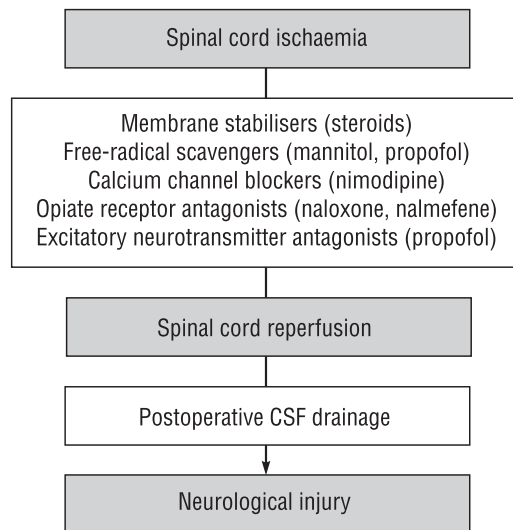 Spinal cord ischaemia
Membrane stabilisers (steroids)
Free-radical scavengers (mannitol, propofol)
Calcium channel blockers (nimodipine)
Opiate receptor antagonists (naloxone, nalmefene)
Excitatory neurotransmitter antagonists (propofol)
Spinal cord reperfusion
Postoperative CSF drainage
Neurological injury